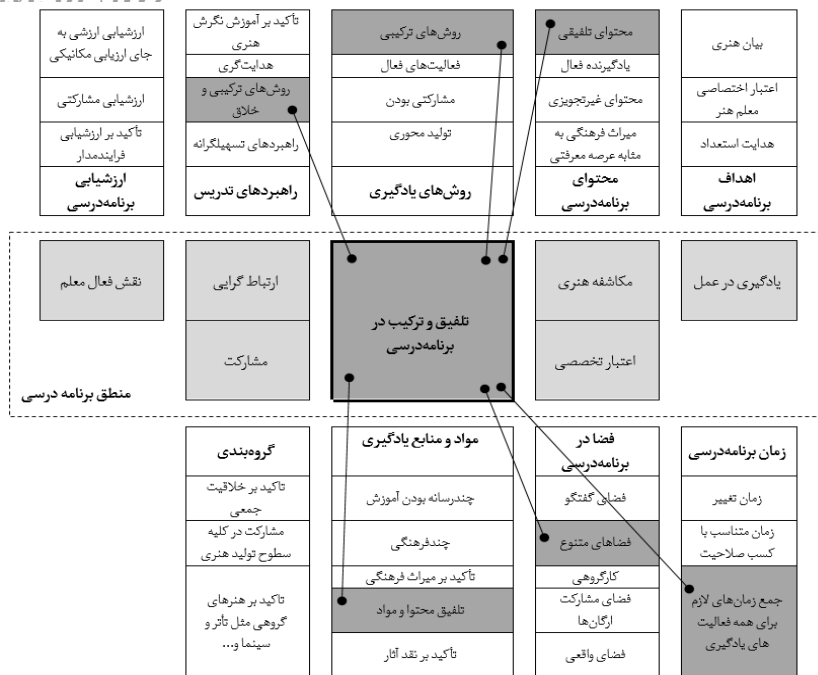 بیان هنری
اعتبار اختصاصی
معلم هنر
هدایت استعداد
اهداف
برنامه‌درسی
محتوای تلفیقی
یادگیرنده فعال
محتوای غیرتجویزی
میراث فرهنگی به
مثابه عرصه معرفتی
محتوای
برنامه‌درسی
روش‌های ترکیبی
فعالیت‌های فعال
مشارکتی بودن
تولید محوری
روش‌های یادگیری
تأکید بر آموزش نگرش
هنری
هدایت‌گری
روش‌های ترکیبی و
خلاق
راهبردهای تسهیلگرانه
راهبردهای تدریس
ارزشیابی ارزشی به
جای ارزیابی مکانیکی
ارزشیابی مشارکتی
تأکید بر ارزشیابی
فرایندمدار
ارزشیابی
برنامه‌درسی
یادگیری در عمل
مکاشفه هنری
اعتبار تخصصی
تلفیق و ترکیب در
برنامه‌درسی
ارتباط گرایی
مشارکت
نقش فعال معلم
منطق برنامه درسی
زمان برنامه‌درسی
زمان تغییر
زمان متناسب با
کسب صلاحیت
جمع زمان‌های لازم
برای همه فعالیت
های یادگیری
فضا در
برنامه‌درسی
فضای گفتگو
فضاهای متنوع
کارگروهی
فضای مشارکت
ارگان‌ها
فضای واقعی
مواد و منابع یادگیری
چندرسانه بودن آموزش
چندفرهنگی
تأکید بر میراث فرهنگی
تلفیق محتوا و مواد
تأکید بر نقد آثار
گروه‌بندی
تاکید بر خلاقیت
جمعی
مشارکت در کلیه
سطوح تولید هنری
تاکید بر هنرهای
گروهی مثل تأتر و
سینما و...